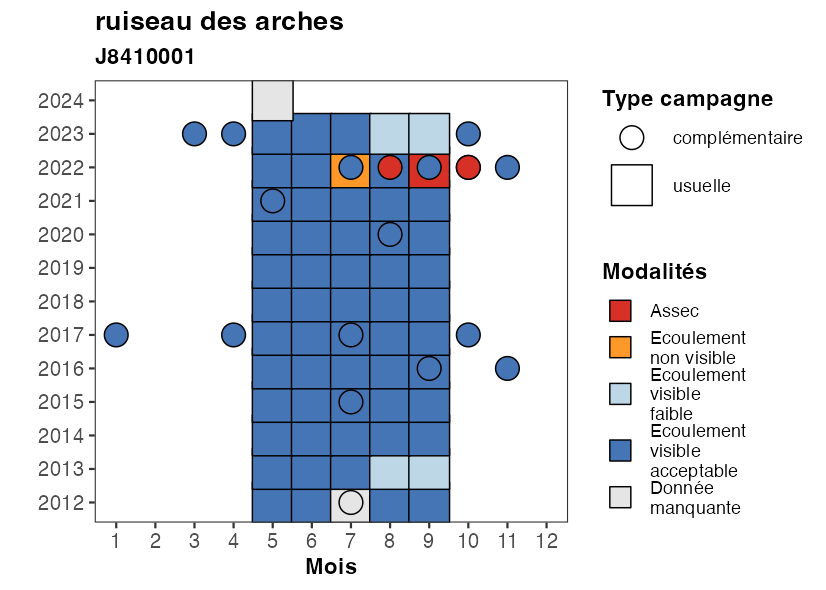 ruiseau des arches
J8410001
2024
2023
2022
2021
2020
2019
2018
2017
2016
2015
2014
2013
2012
1 2 3 4 5 6 7 8 9 10 11 12
Mois
Type campagne
complémentaire
usuelle
Modalités
Assec
Ecoulement
non visible
Ecoulement
visible
faible
Ecoulement
visible
acceptable
Donnée
manquante